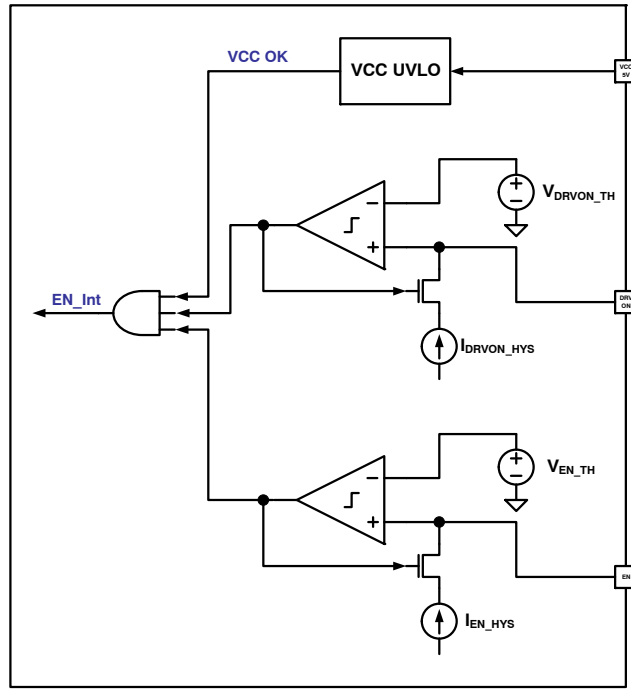 VCC OK
VCC UVLO
VCC
5V
−
+
+
−
VDRVON_TH
EN_Int
DRV
ON
IDRVON_HYS
−
+
+
−
VEN_TH
EN
IEN_HYS